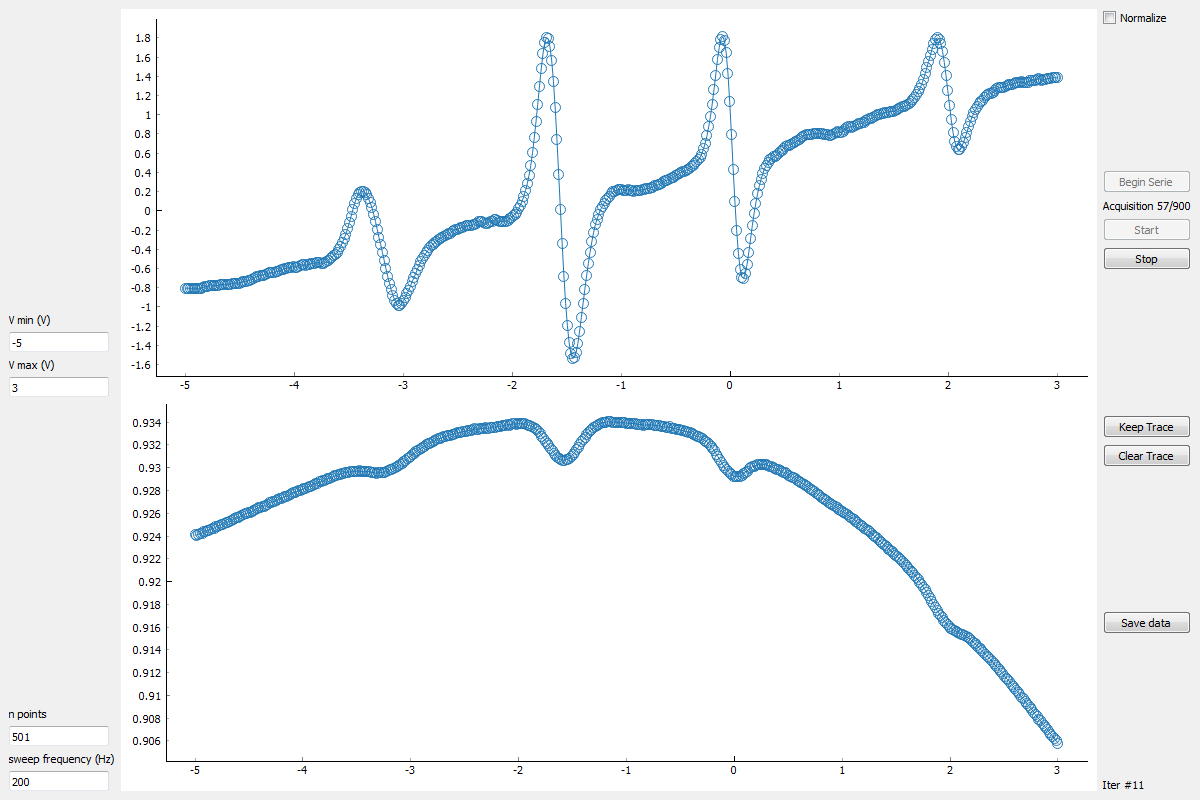 Normalize
1.8
1.6
1.4
1.2
1
0.8
0.6
0.4
0.2
0
-0.2
-0.4
-0.6
-0.8
-1
-1.2
-1.4
-1.6
-5 -4 -3 -2 -1 0 1 2 3
Begin Serie
Acquisition 57/900
Start
Stop
V min (V)
-5
V max (V)
3
0.934
0.932
0.93
0.928
0.926
0.924
0.922
0.92
0.918
0.916
0.914
0.912
0.91
0.908
0.906
-5 -4 -3 -2 -1 0 1 2 3
Keep Trace
Clear Trace
Save data
n points
501
sweep frequency (Hz)
200
Iter #11